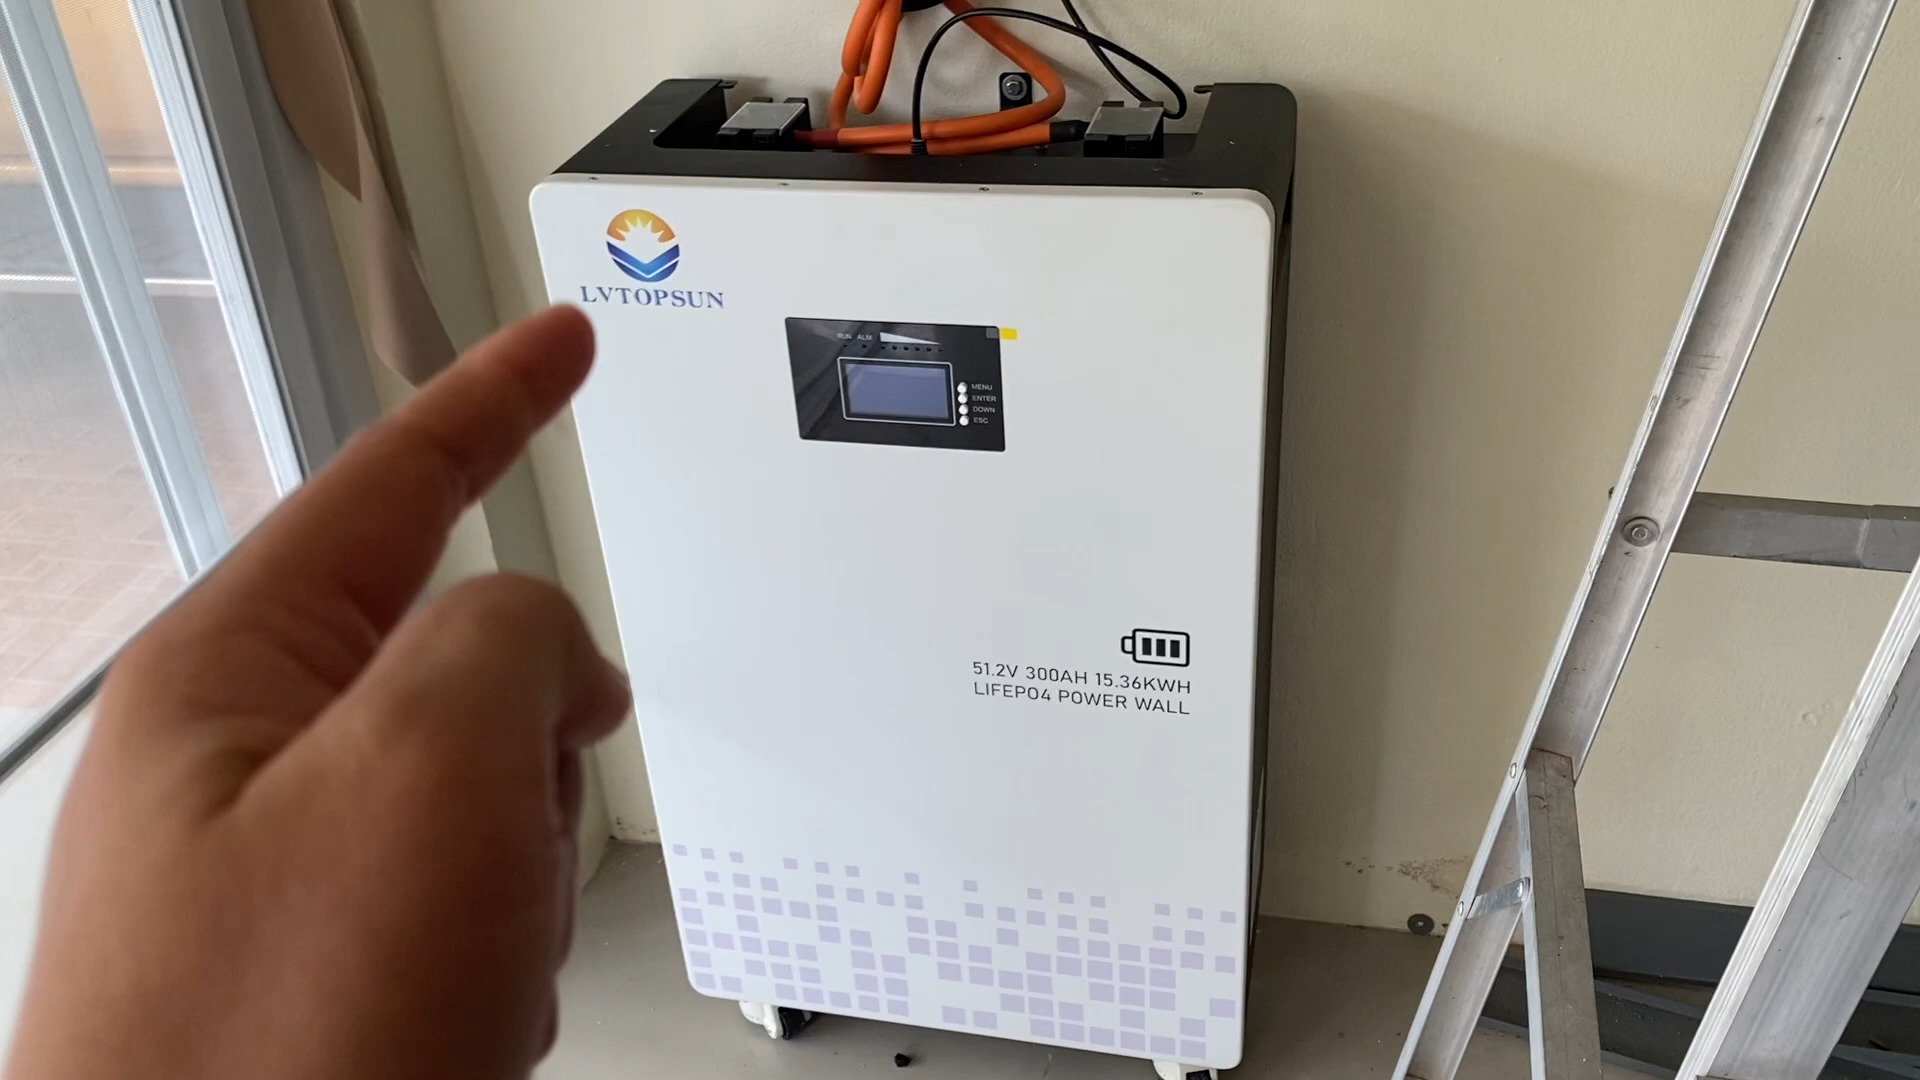 LVTOPSUN
RUN ALM
MENU
ENTER
DOWN
ESC
51.2V 300AH 15.36KWH
LIFEPO4 POWER WALL